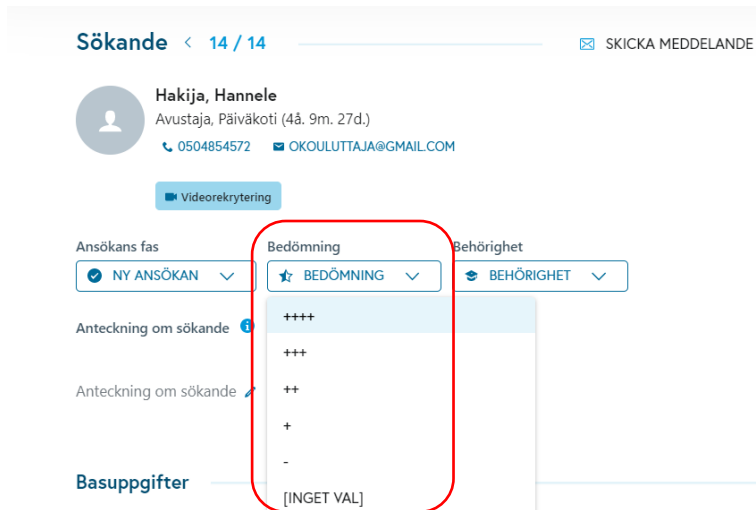 Sökande < 14 / 14 SKICKA MEDDELANDE
Hakija, Hannele
Avustaja, Päiväkoti (4å. 9m. 27d.)
0504854572 OKOULUTTAJA@GMAIL.COM
Videorekrytering
Ansökans fas Bedömning Behörighet
NY ANSÖKAN BEDÖMNING BEHÖRIGHET
++++
Anteckning om sökande
+++
Anteckning om sökande ++
+
-
Basuppgifter
[INGET VAL]